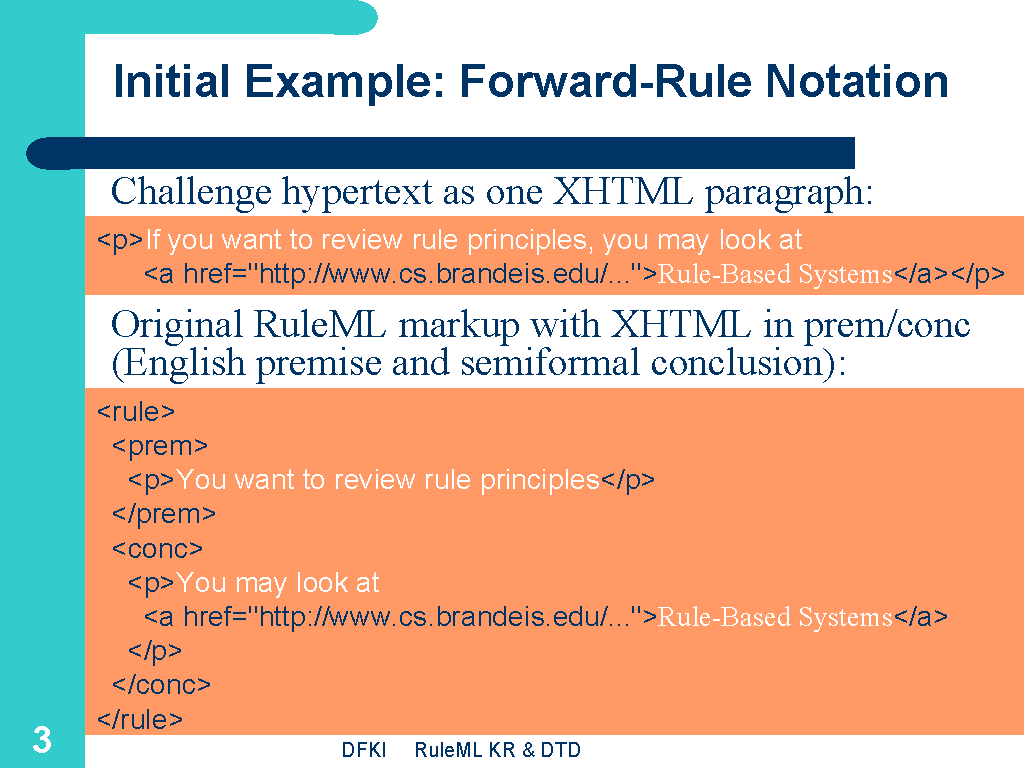 Initial Example: Forward-Rule Notation
Challenge hypertext as one XHTML paragraph:
<p>If you want to review rule principles, you may look at
<a href="http://www.cs.brandeis.edu/...">Rule-Based Systems</a></p>
Original RuleML markup with XHTML in prem/conc
(English premise and semiformal conclusion):
<rule>
<prem>
<p>You want to review rule principles</p>
</prem>
<conc>
<p>You may look at
<a href="http://www.cs.brandeis.edu/...">Rule-Based Systems</a>
</p>
</conc>
</rule>
3
DFKI RuleML KR & DTD